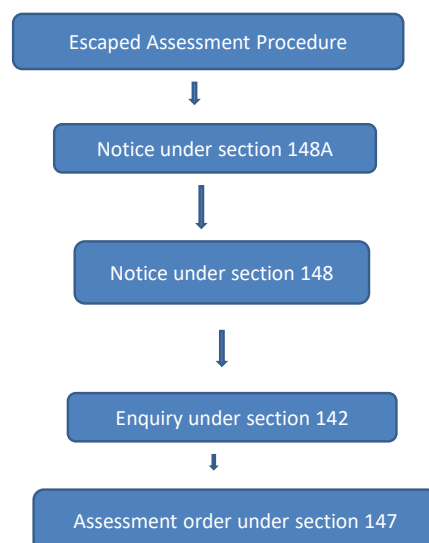 Escaped Assessment Procedure
Notice under section 148A
Notice under section 148
Enquiry under section 142
Assessment order under section 147